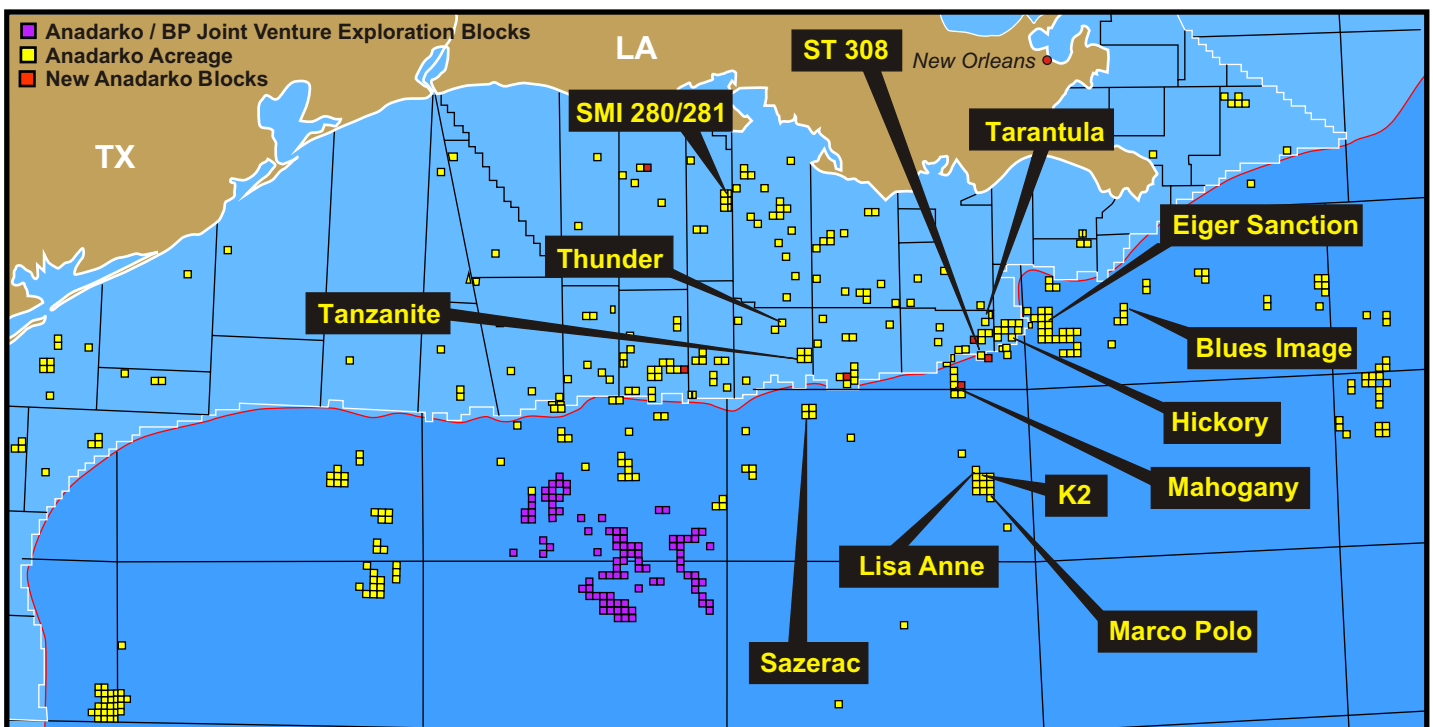 Anadarko / BP Joint Venture Exploration Blocks
Anadarko Acreage
New Anadarko Blocks
LA
ST 308
New Orleans
SMI 280/281
Tarantula
TX
Eiger Sanction
Thunder
Tanzanite
Blues Image
Hickory
Mahogany
K2
Lisa Anne
Marco Polo
Sazerac